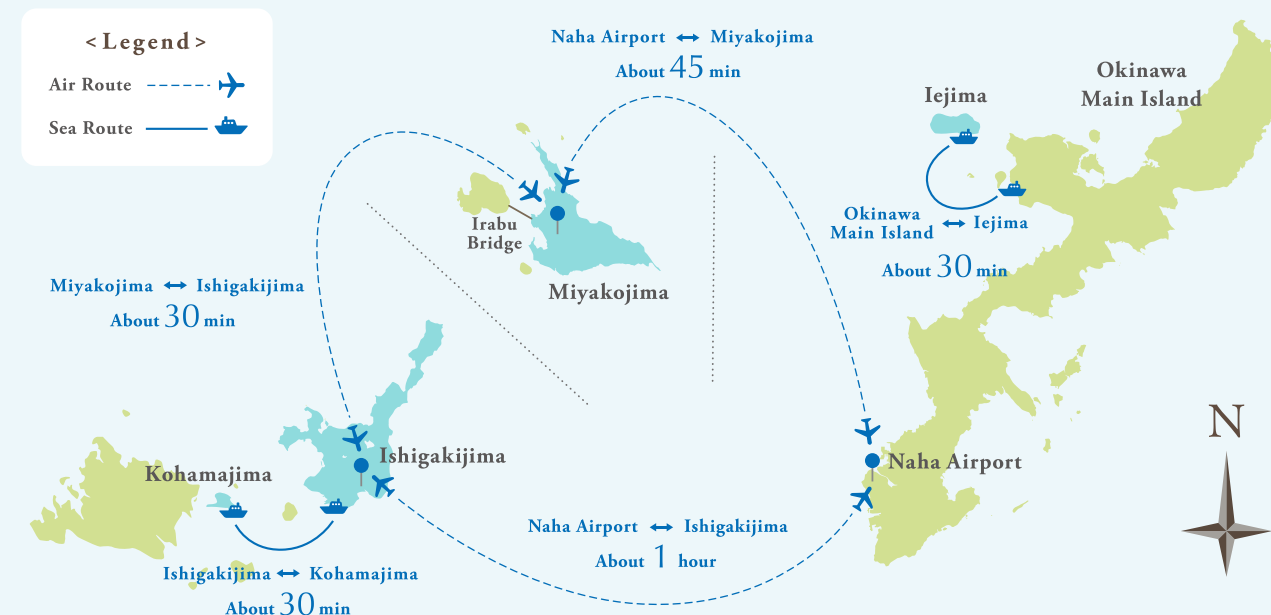 <Legend>
Air Route
Sea Route
Naha Airport ↔ Miyakojima
About 45 min
Okinawa
Main Island
Iejima
Okinawa
Main Island ↔ Iejima
About 30 min
Irabu
Bridge
Miyakojima
Miyakojima ↔ Ishigakijima
About 30 min
Ishigakijima
Kohamajima
Naha Airport
N
Naha Airport ↔ Ishigakijima
About 1 hour
Ishigakijima ↔ Kohamajima
About 30 min